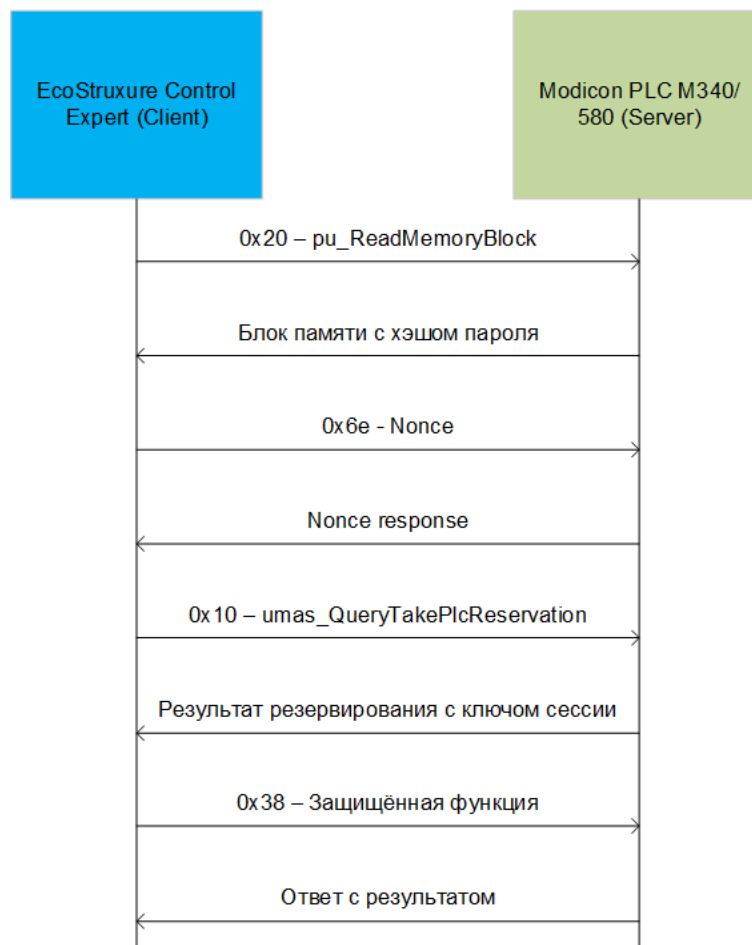 EcoStruxure Control
Expert (Client)
Modicon PLC M340/
580 (Server)
0x20 – pu_ReadMemoryBlock
Блок памяти с хэшом пароля
0x6e - Nonce
Nonce response
0x10 – umas_QueryTakePlcReservation
Результат резервирования с ключом сессии
0x38 – Защищённая функция
Ответ с результатом